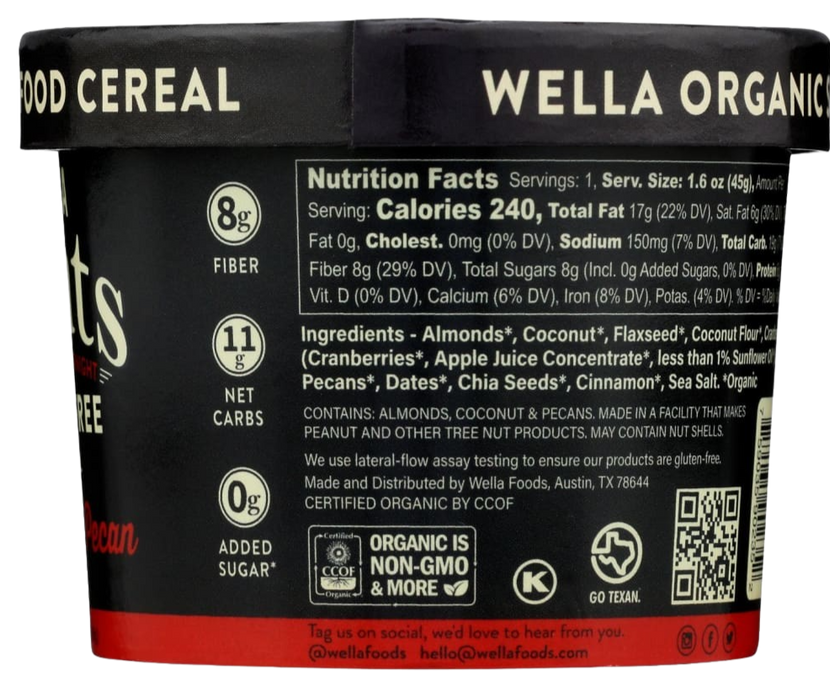 FOOD CEREAL
WELLA ORGANIC
8g
FIBER
11g
NET
CARBS
0g
ADDED
SUGAR*
Pecan
Nutrition Facts Servings: 1, Serv. Size: 1.6 oz (45g), Amount Per
Serving: Calories 240, Total Fat 17g (22% DV), Sat. Fat 6g (30% DV)
Fat 0g, Cholest. 0mg (0% DV), Sodium 150mg (7% DV), Total Carb.
Fiber 8g (29% DV), Total Sugars 8g (Incl. 0g Added Sugars, 0% DV), Protein
Vit. D (0% DV), Calcium (6% DV), Iron (8% DV), Potas. (4% DV). % DV =
Ingredients - Almonds*, Coconut*, Flaxseed*, Coconut Flour*,
(Cranberries*, Apple Juice Concentrate*, less than 1% Sunflower Oil*
Pecans*, Dates*, Chia Seeds*, Cinnamon*, Sea Salt. *Organic
CONTAINS: ALMONDS, COCONUT & PECANS. MADE IN A FACILITY THAT MAKES
PEANUT AND OTHER TREE NUT PRODUCTS. MAY CONTAIN NUT SHELLS.
We use lateral-flow assay testing to ensure our products are gluten-free.
Made and Distributed by Wella Foods, Austin, TX 78644
CERTIFIED ORGANIC BY CCOF
Certified
CCOF
Organic
ORGANIC IS
NON-GMO
& MORE
K
GO TEXAN.
Tag us on social, we'd love to hear from you.
@wellafoods hello@wellafoods.com